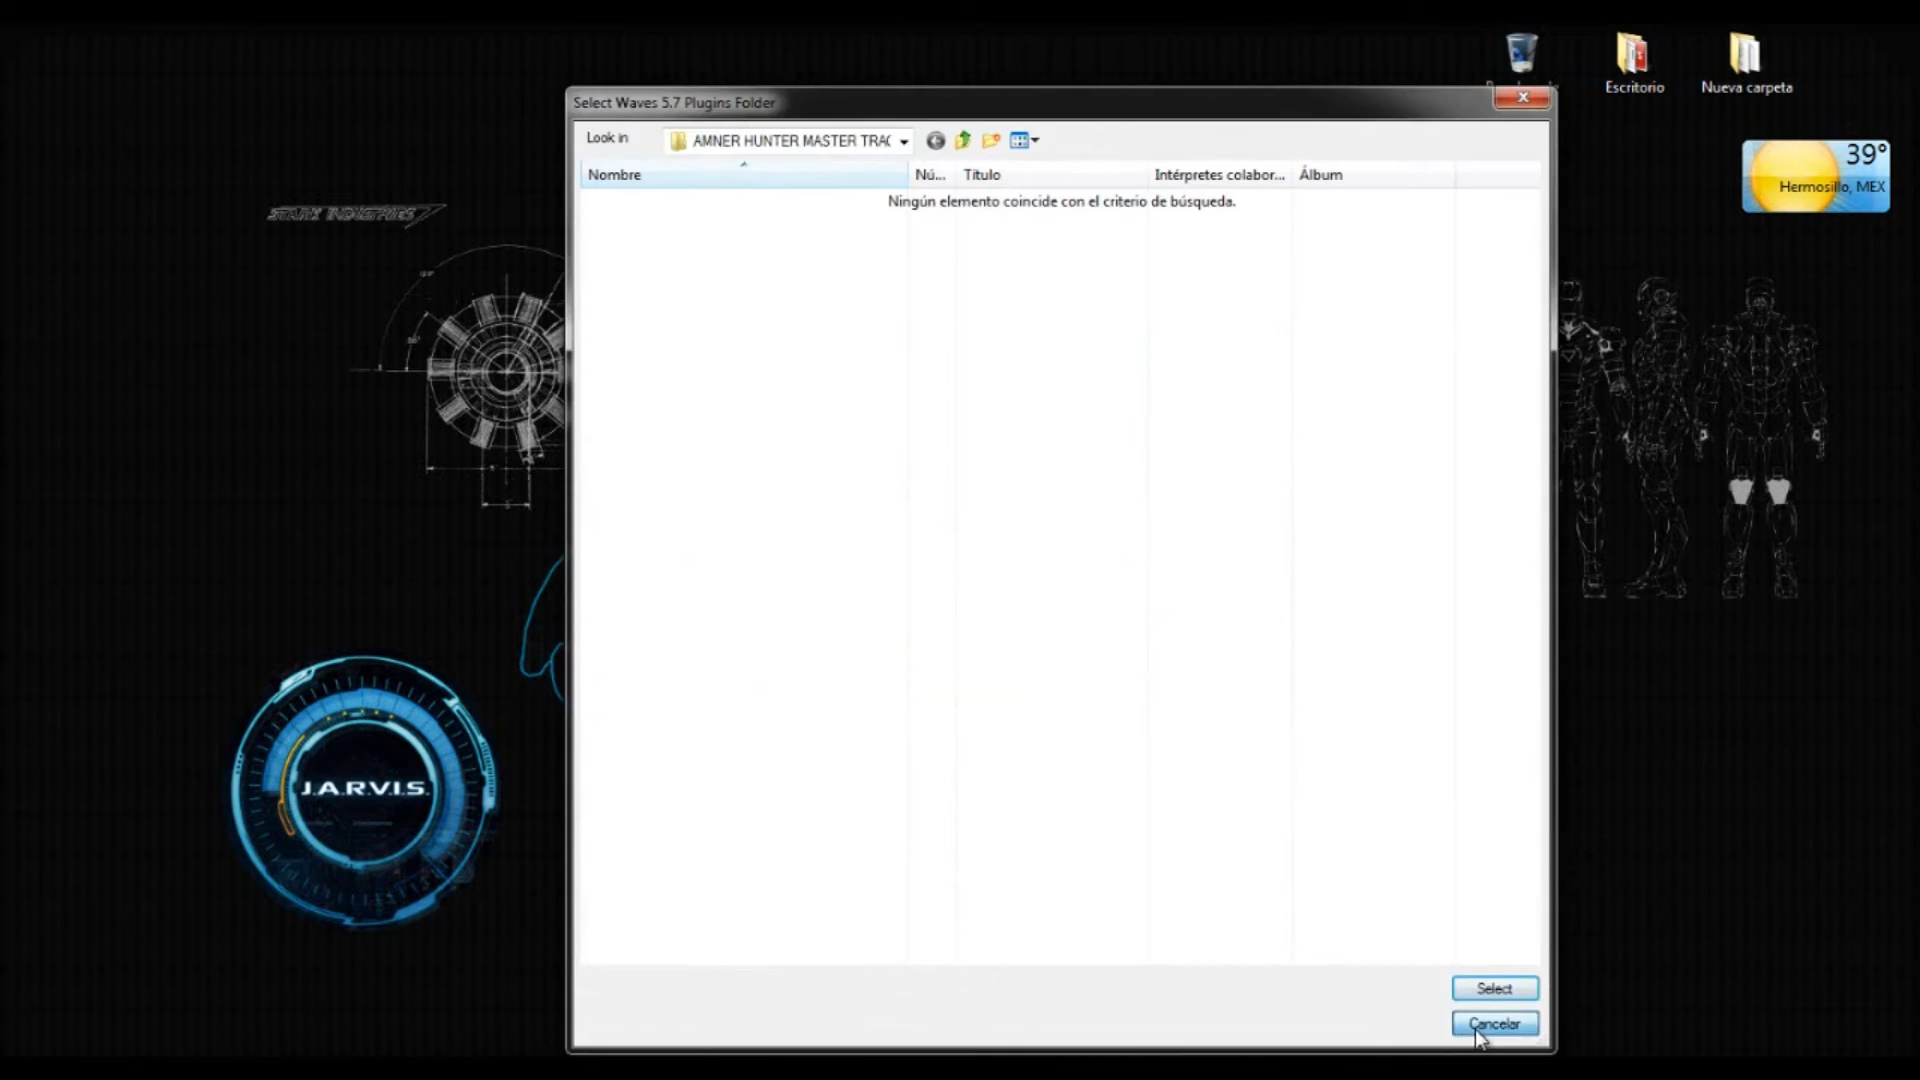 Escritorio
Nueva carpeta
Select Waves 5.7 Plugins Folder
Look in
AMNER HUNTER MASTER TRAC
39°
Hermosillo, MEX
Nombre
Nú...
Título
Intérpretes colabor...
Álbum
Ningún elemento coincide con el criterio de búsqueda.
STARK INDUSTRIES
J.A.R.V.I.S.
Select
Cancelar